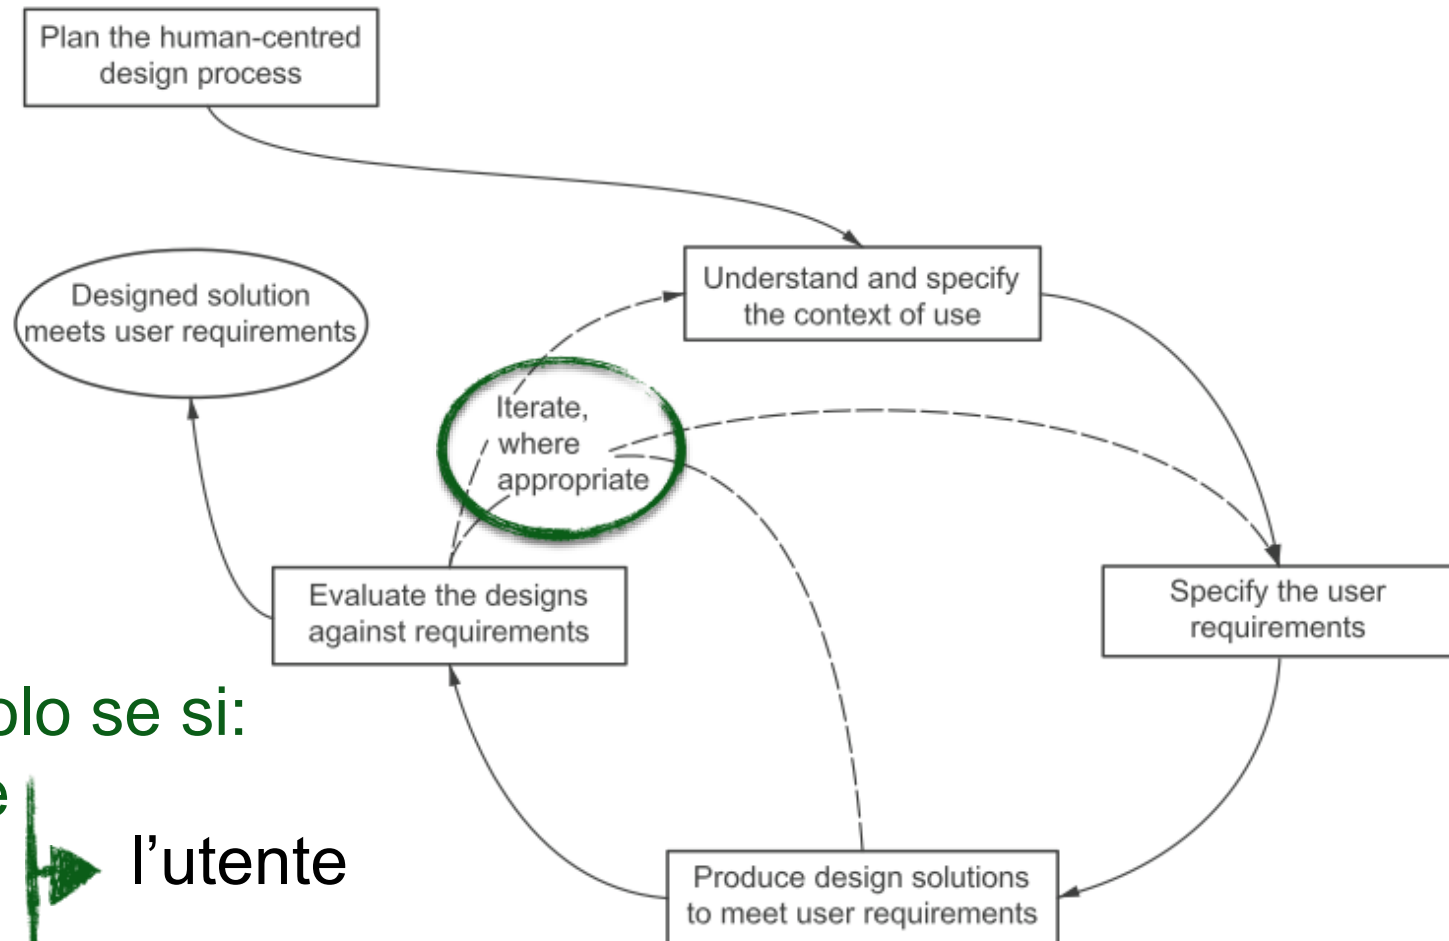 Plan the human-centred
design process
Understand and specify
the context of use
Designed solution
meets user requirements
Iterate,
where
appropriate
Evaluate the designs
against requirements
Specify the user
requirements
se si:
l’utente
Produce design solutions
to meet user requirements